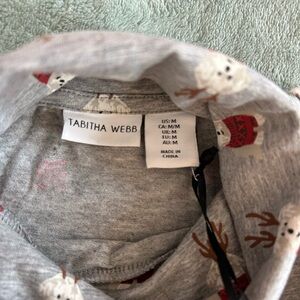 TABITHA WEBB
US: M
CA: M/M
UK: M
EU: M
AU: M
MADE IN
CHINA